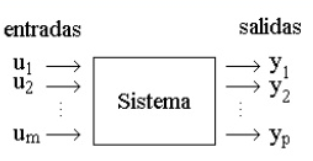 entradas salidas
u1 y1
u2 y2
⋮ Sistema ⋮
um yp